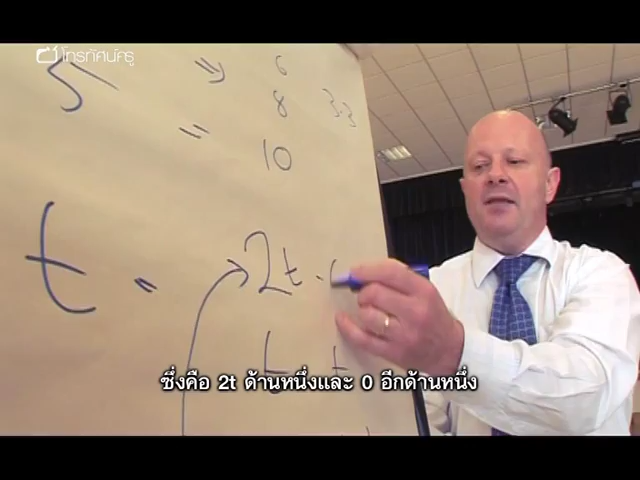 โทรทัศน์ครู
5 " 6
" 8 33
10
t = 2t .
t t
ซึ่งคือ 2t ด้านหนึ่งและ 0 อีกด้านหนึ่ง